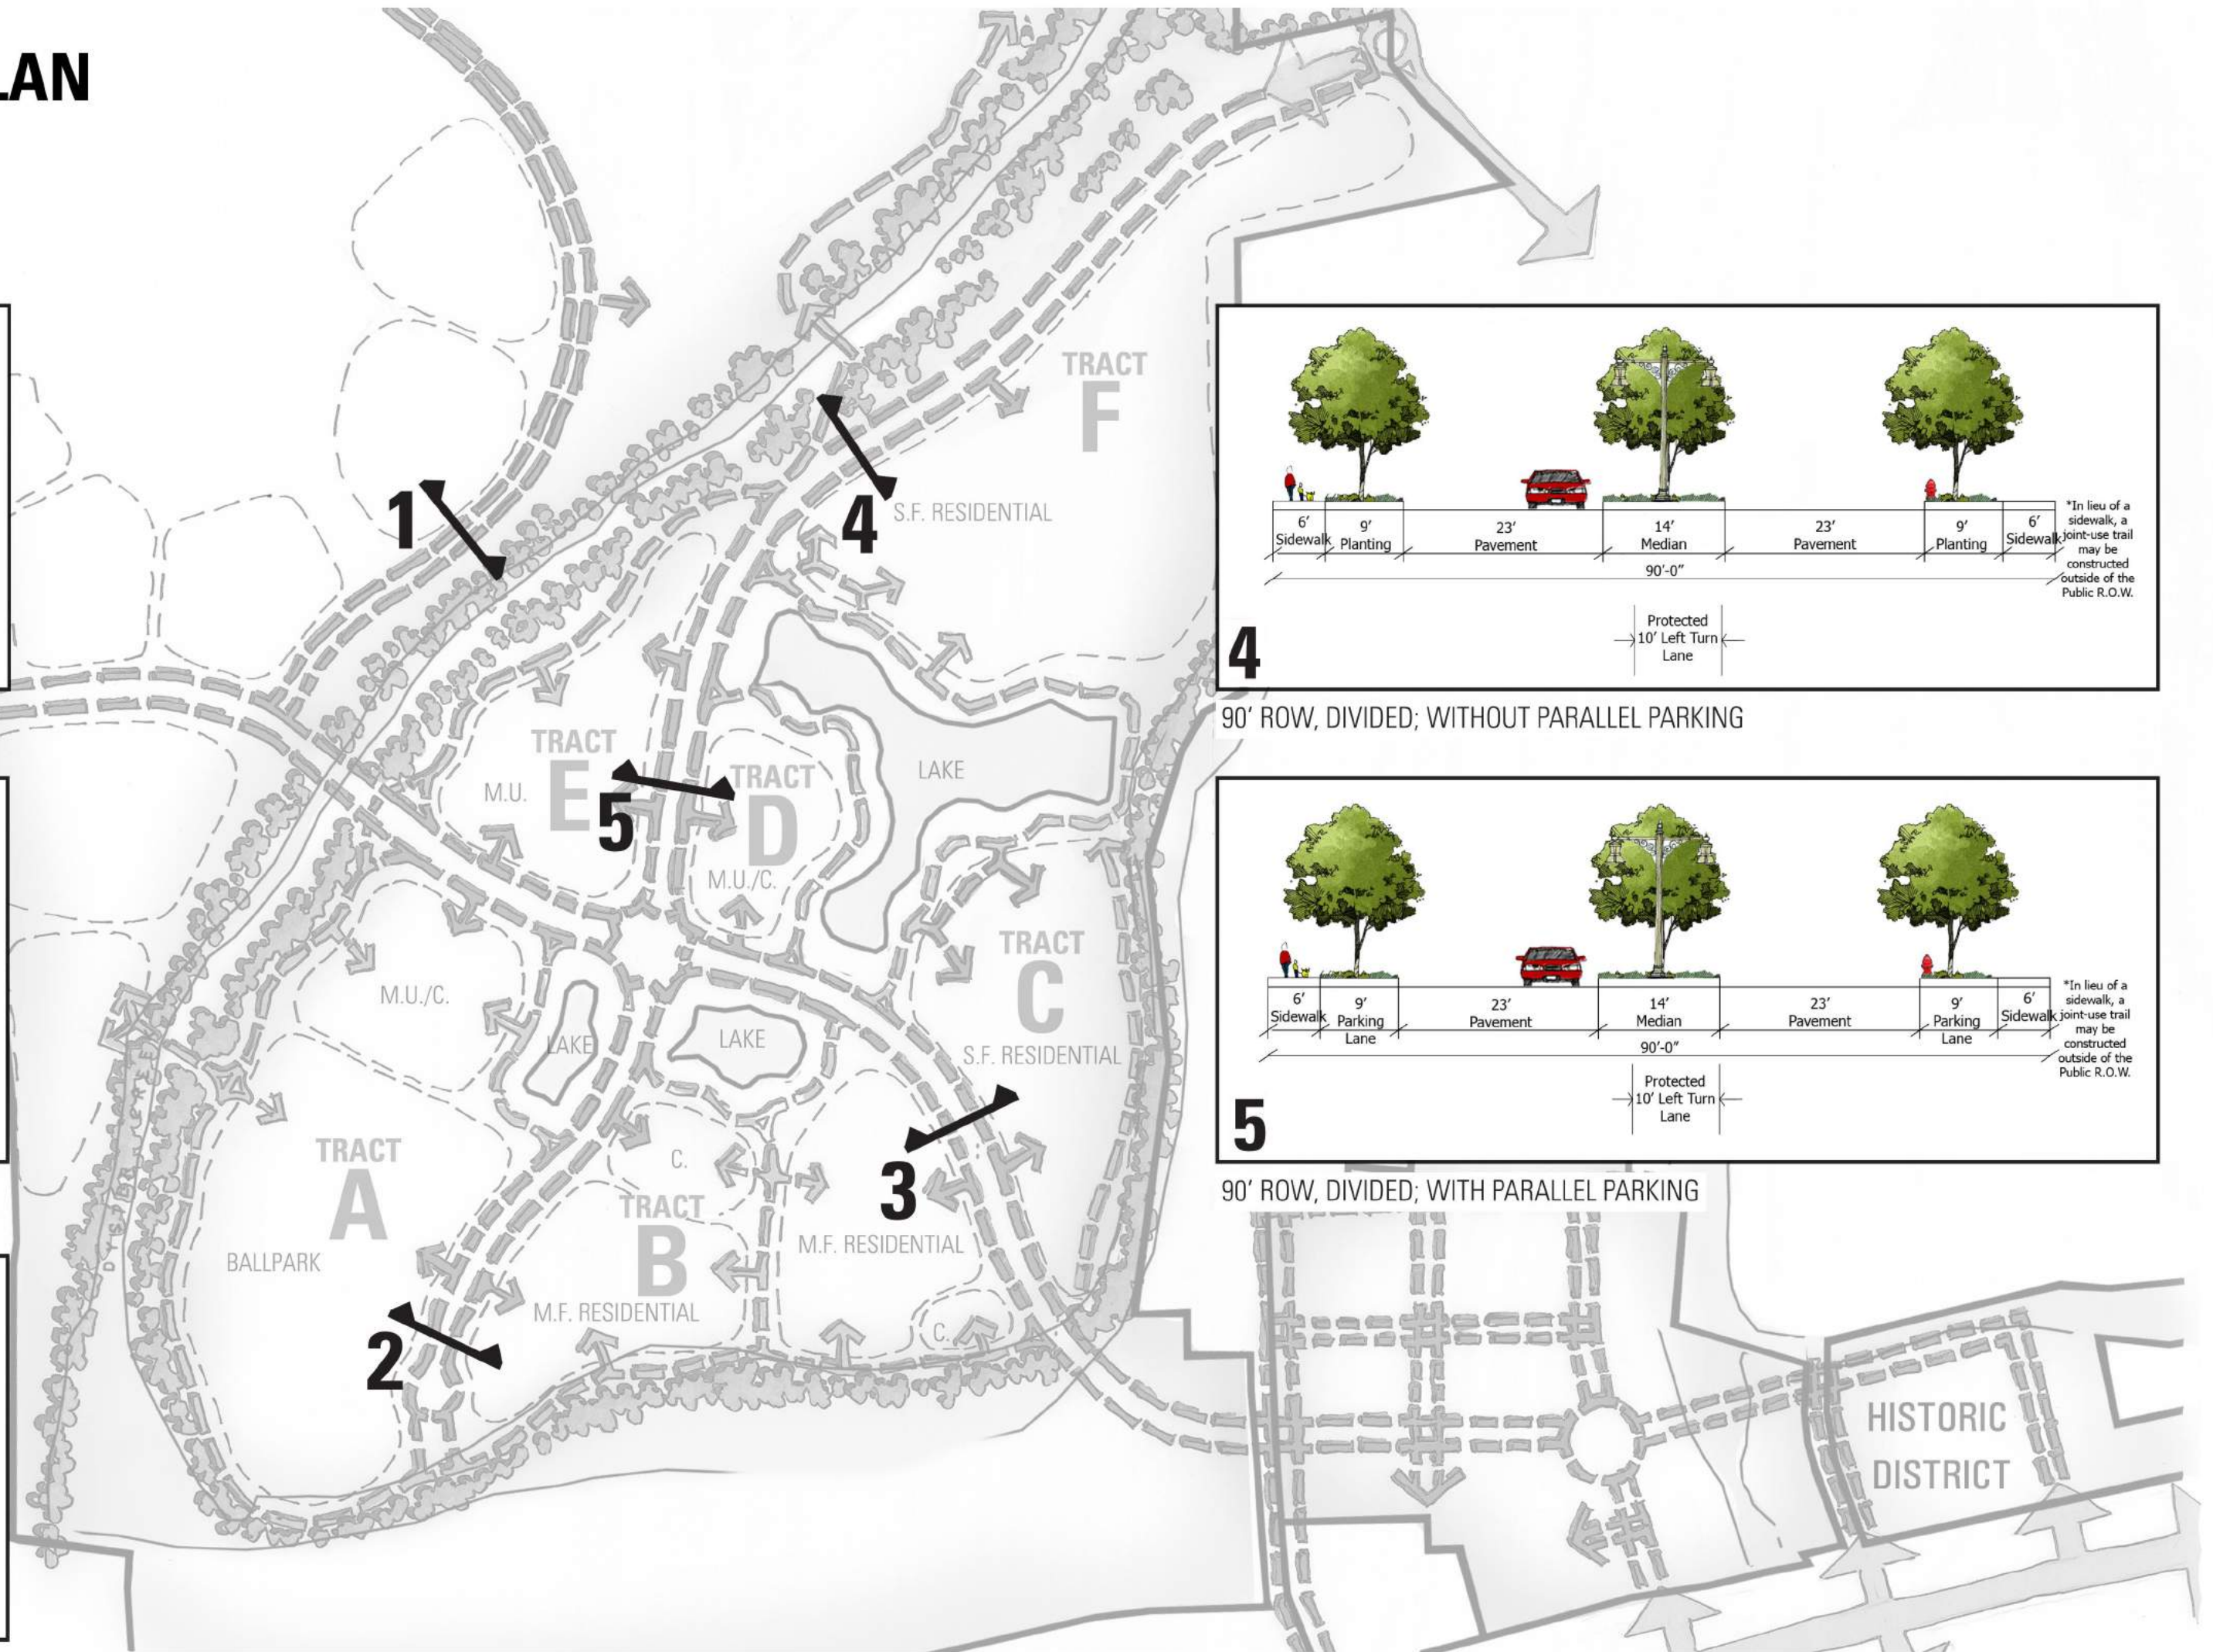 LAN
TRACT
F
S.F. RESIDENTIAL
1
4
TRACT
E
M.U.
5
TRACT
D
M.U./C.
LAKE
TRACT
C
S.F. RESIDENTIAL
M.U./C.
LAKE
LAKE
TRACT
A
BALLPARK
C.
TRACT
B
M.F. RESIDENTIAL
3
M.F. RESIDENTIAL
C.
2
HISTORIC
DISTRICT
6' 9' 23' 14' 23' 9' 6'
Sidewalk Planting Pavement Median Pavement Planting Sidewalk
90'-0"
*In lieu of a
sidewalk, a
joint-use trail
may be
constructed
outside of the
Public R.O.W.
Protected
10' Left Turn
Lane
4
90' ROW, DIVIDED; WITHOUT PARALLEL PARKING
6' 9' 23' 14' 23' 9' 6'
Sidewalk Parking Pavement Median Pavement Parking Sidewalk
Lane Lane
90'-0"
*In lieu of a
sidewalk, a
joint-use trail
may be
constructed
outside of the
Public R.O.W.
Protected
10' Left Turn
Lane
5
90' ROW, DIVIDED; WITH PARALLEL PARKING